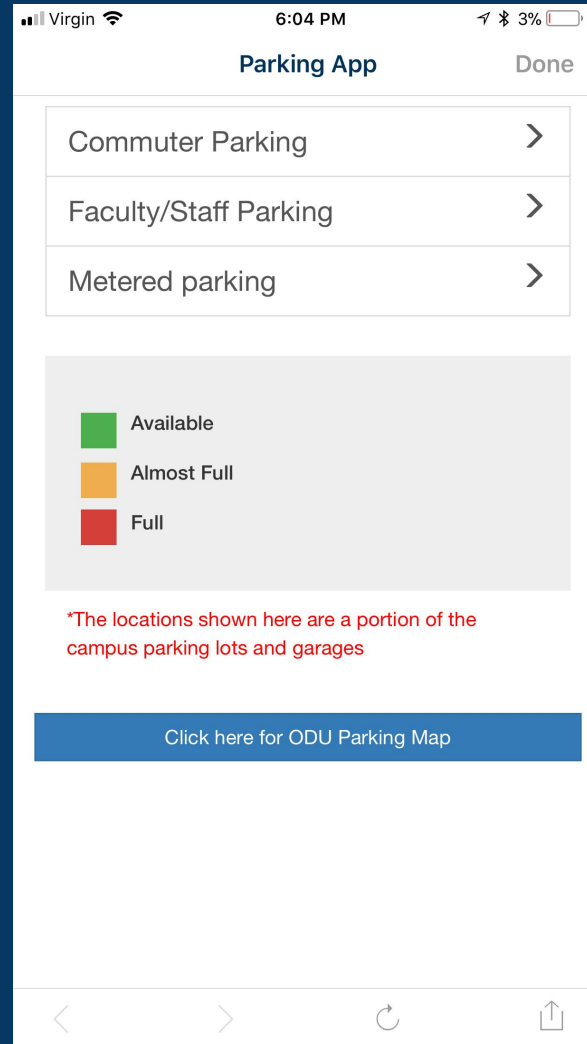 Virgin 6:04 PM 3%
Parking App Done
Commuter Parking
Faculty/Staff Parking
Metered parking
Available
Almost Full
Full
*The locations shown here are a portion of the
campus parking lots and garages
Click here for ODU Parking Map